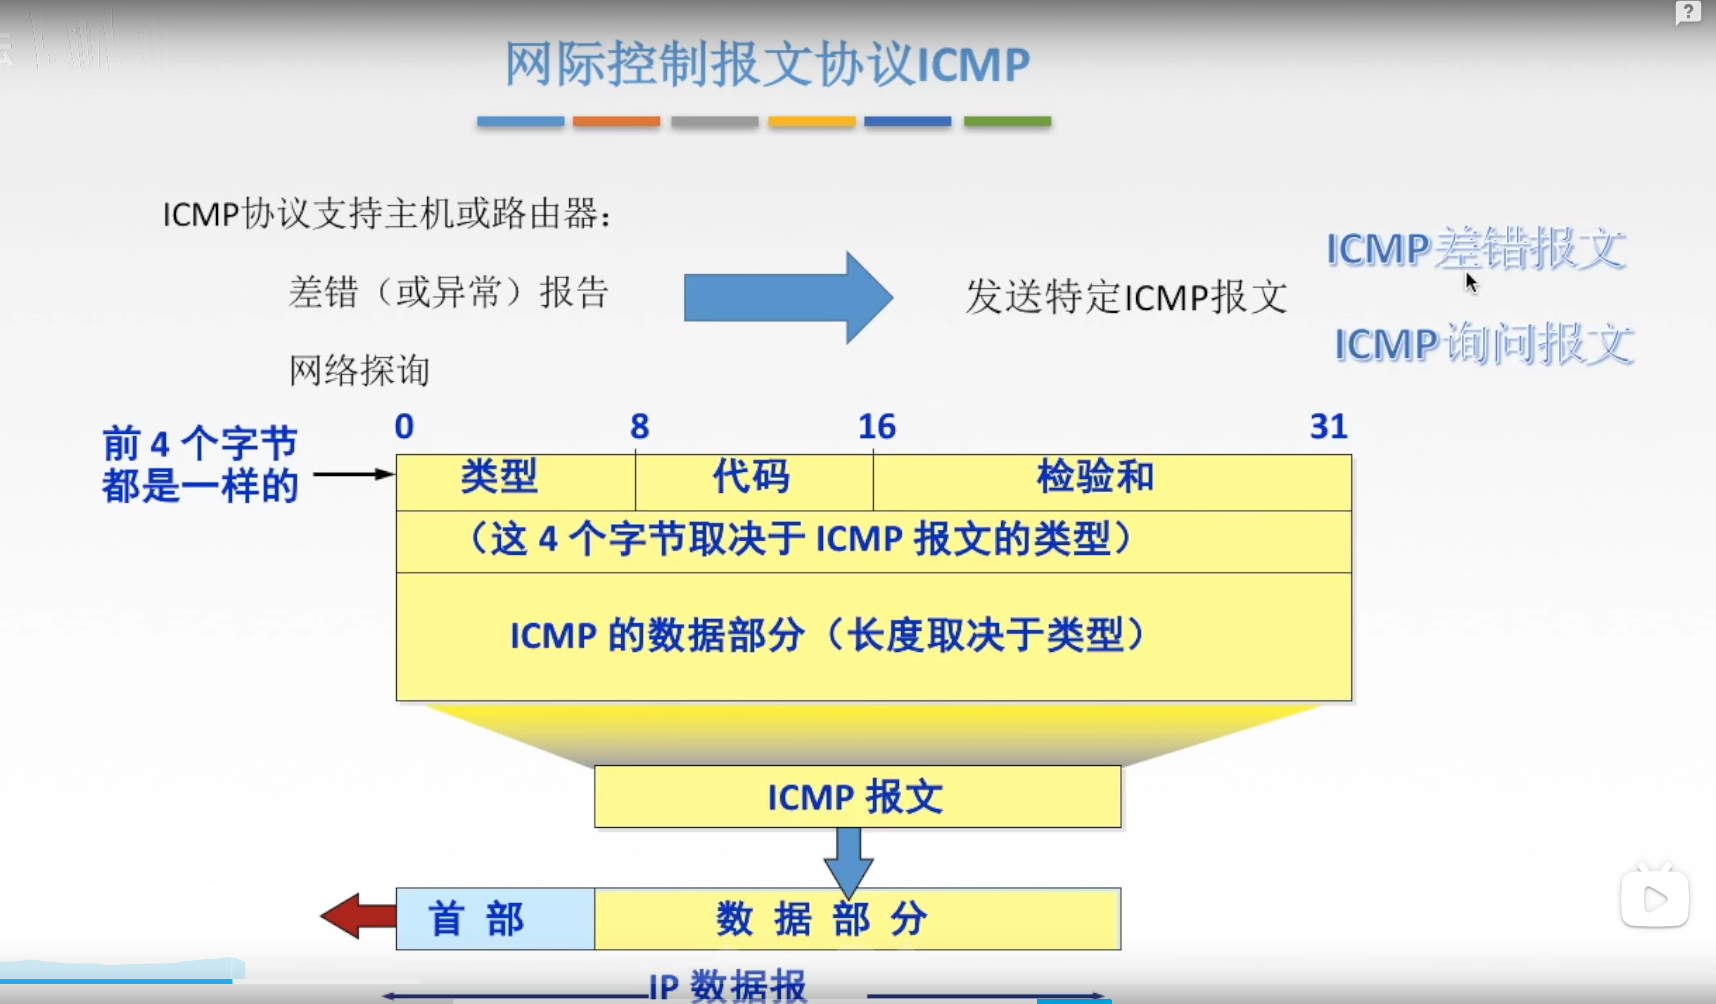 网际控制报文协议ICMP
ICMP协议支持主机或路由器：
差错（或异常）报告
网络探询
发送特定ICMP报文
ICMP差错报文
ICMP询问报文
前 4 个字节
都是一样的
0 8 16 31
类型 代码 检验和
（这 4 个字节取决于 ICMP 报文的类型）
ICMP 的数据部分（长度取决于类型）
ICMP 报文
首 部 数 据 部 分
IP 数据报